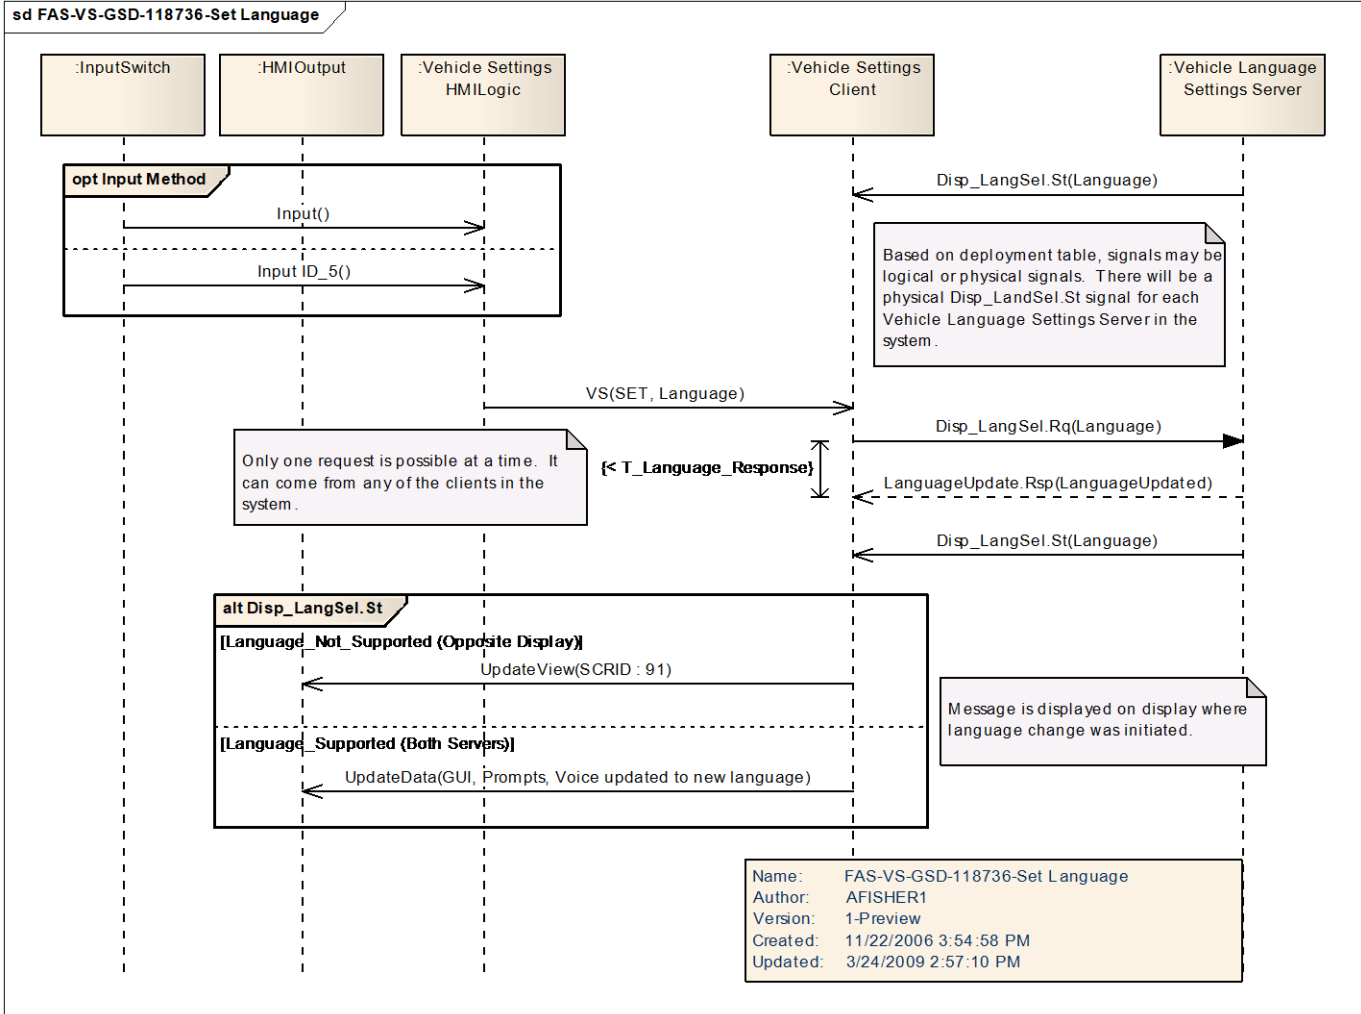 sd FAS-VS-GSD-118736-Set Language
:InputSwitch
:HMIOutput
:Vehicle Settings
HMILogic
:Vehicle Settings
Client
:Vehicle Language
Settings Server
opt Input Method
Disp_LangSel.St(Language)
Input()
Based on deployment table, signals may be
logical or physical signals. There will be a
physical Disp_LandSel.St signal for each
Vehicle Language Settings Server in the
system.
Input ID_5()
VS(SET, Language)
Disp_LangSel.Rq(Language)
Only one request is possible at a time. It
can come from any of the clients in the
system.
{< T_Language_Response}
LanguageUpdate.Rsp(LanguageUpdated)
Disp_LangSel.St(Language)
alt Disp_LangSel.St
[Language_Not_Supported (Opposite Display)]
UpdateView(SCRID : 91)
Message is displayed on display where
language change was initiated.
[Language_Supported (Both Servers)]
UpdateData(GUI, Prompts, Voice updated to new language)
Name: FAS-VS-GSD-118736-Set Language
Author: AFISHER1
Version: 1-Preview
Created: 11/22/2006 3:54:58 PM
Updated: 3/24/2009 2:57:10 PM